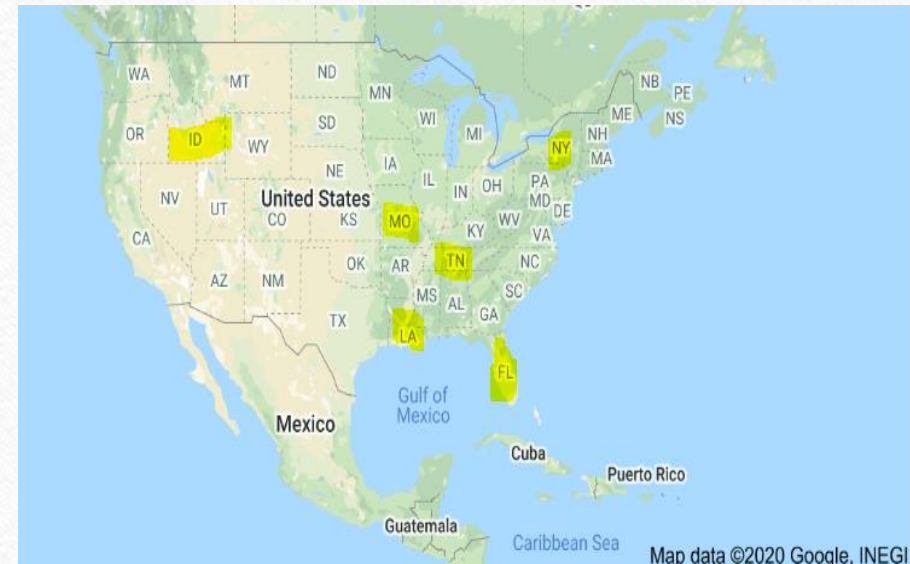 NB
PE
WA
MT
ND
MN
ME
NS
OR
ID
WY
SD
WI
MI
NY
NH
MA
NE
IA
IL
IN
OH
PA
MD
DE
NV
UT
United States
CO
KS
MO
KY
WV
VA
CA
AZ
NM
OK
AR
TN
NC
MS
AL
SC
GA
TX
LA
FL
Gulf of
Mexico
Mexico
Cuba
Puerto Rico
Guatemala
Caribbean Sea
Map data ©2020 Google, INEGI